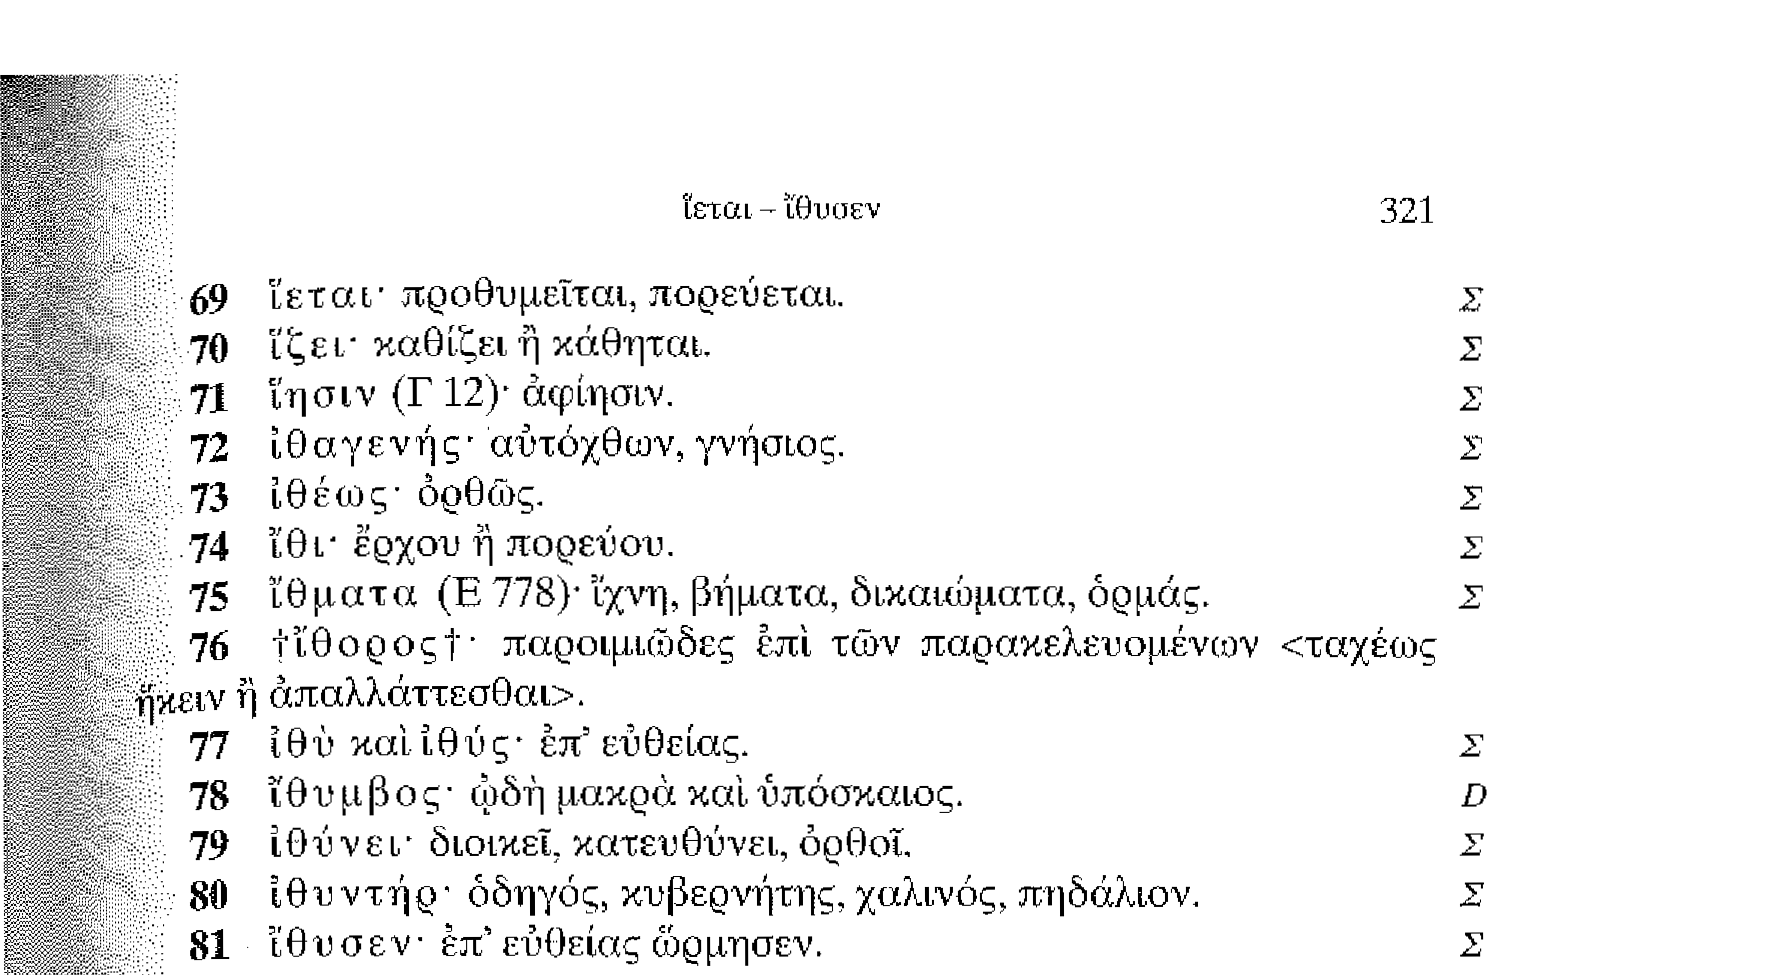 ἵεται – ἴθυσεν 321
69 ἵεται· προθυμεῖται, πορεύεται. Σ
70 ἵζει· καθίζει ἢ κάθηται. Σ
71 ἵησιν (Γ 12)· ἀφίησιν. Σ
72 ἰθαγενής· αὐτόχθων, γνήσιος. Σ
73 ἰθέως· ὀρθῶς. Σ
74 ἴθι· ἔρχου ἢ πορεύου. Σ
75 ἴθματα (Ε 778)· ἴχνη, βήματα, δικαιώματα, ὁρμάς. Σ
76 †ἴθορος†· παροιμιῶδες ἐπὶ τῶν παρακελευομένων <ταχέως
ἥκειν ἢ ἀπαλλάττεσθαι>.
77 ἰθὺ καὶ ἰθύς· ἐπ’ εὐθείας. Σ
78 ἴθυμβος· ᾠδὴ μακρὰ καὶ ὑπόσκαιος. D
79 ἰθύνει· διοικεῖ, κατευθύνει, ὀρθοῖ. Σ
80 ἰθυντήρ· ὁδηγός, κυβερνήτης, χαλινός, πηδάλιον. Σ
81 ἴθυσεν· ἐπ’ εὐθείας ὥρμησεν. Σ